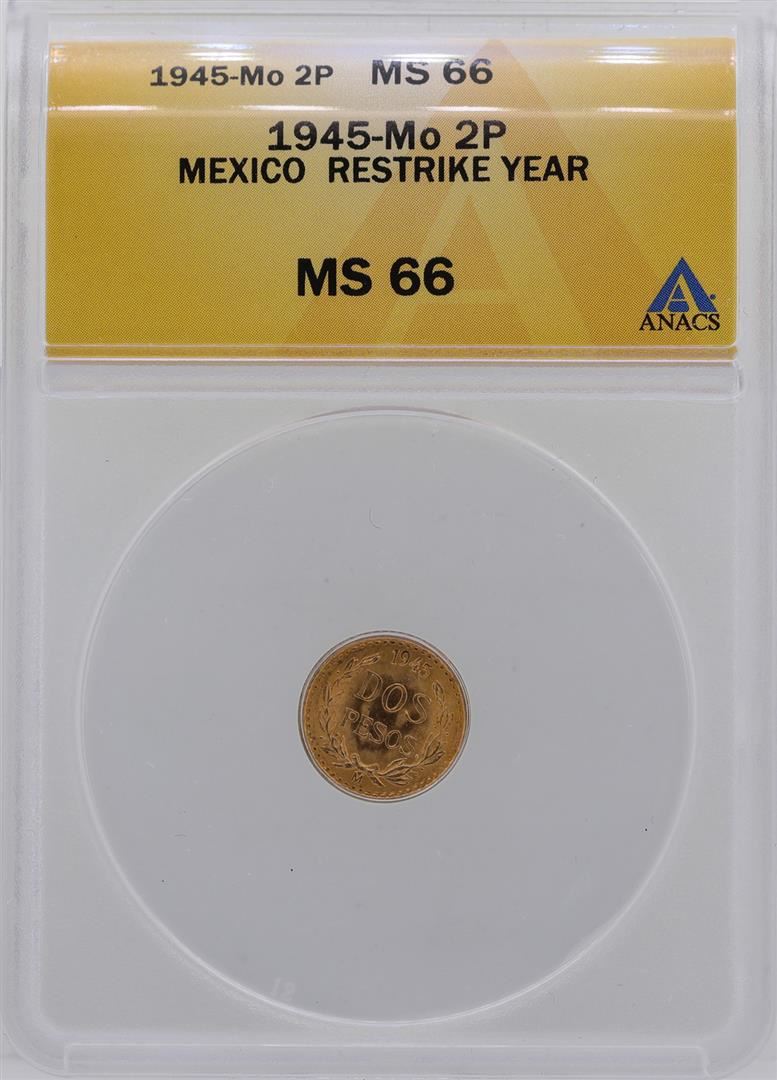 1945-Mo 2P MS 66
1945-Mo 2P
MEXICO RESTRIKE YEAR
MS 66
ANACS
1945
DOS
PESOS
M